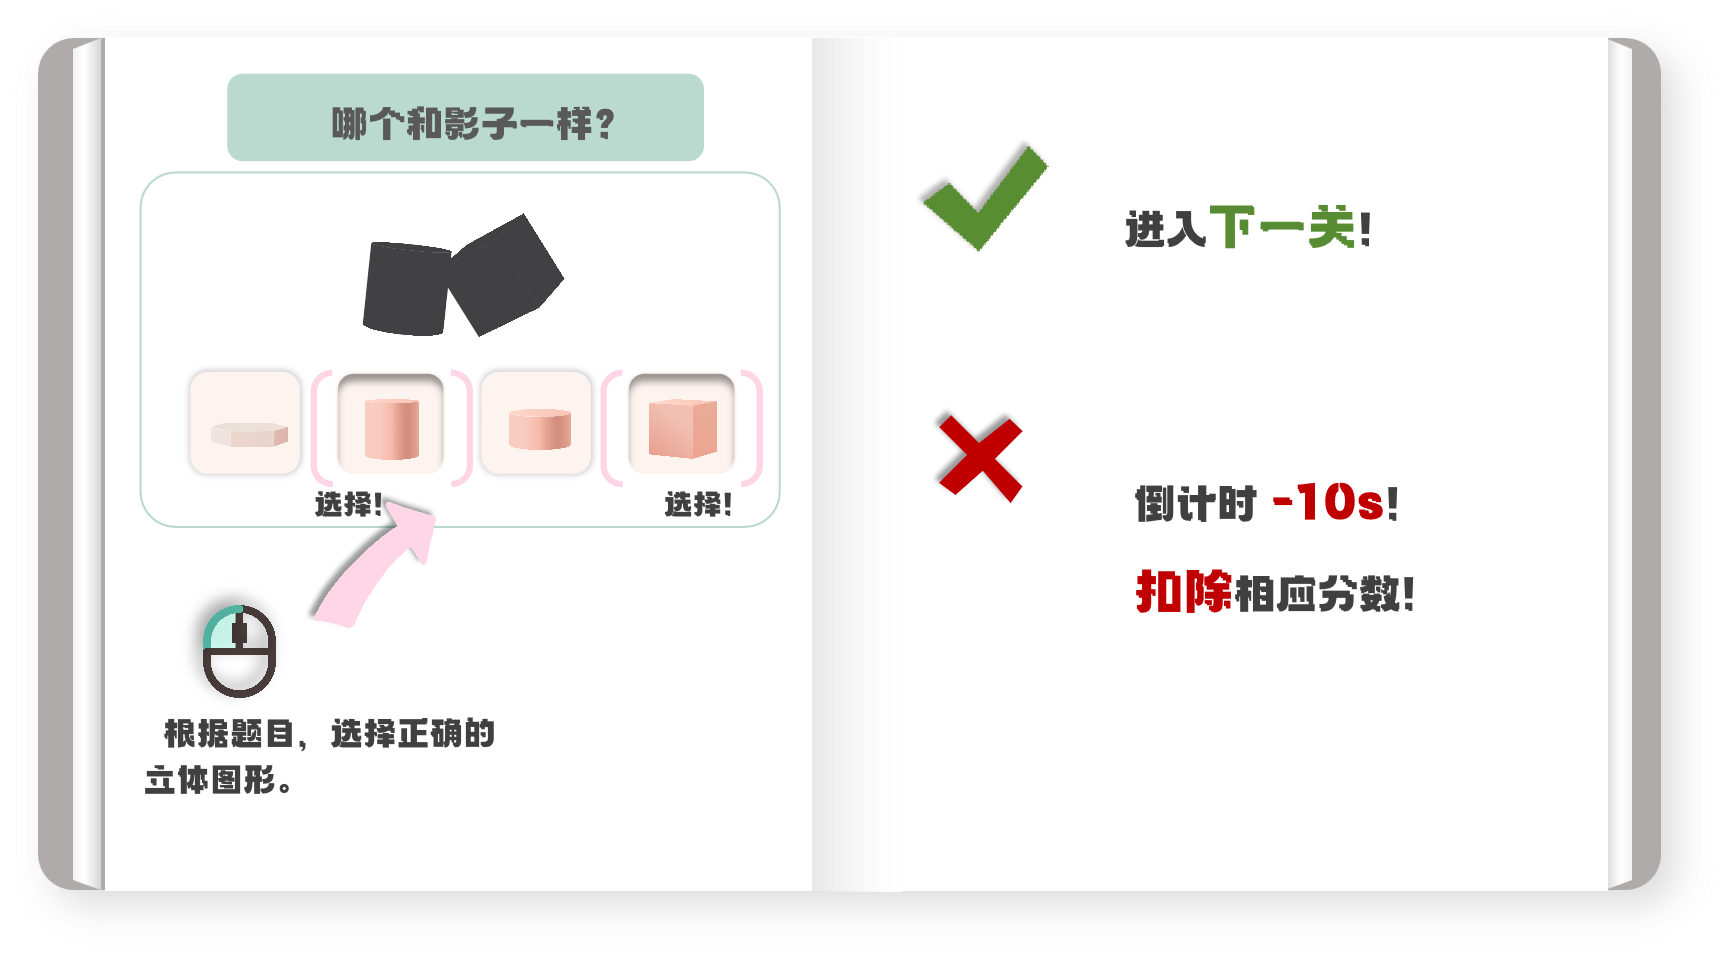 哪个和影子一样?
选择!
选择!
根据题目，选择正确的
立体图形。
进入下一关!
倒计时 -10s!
扣除相应分数!